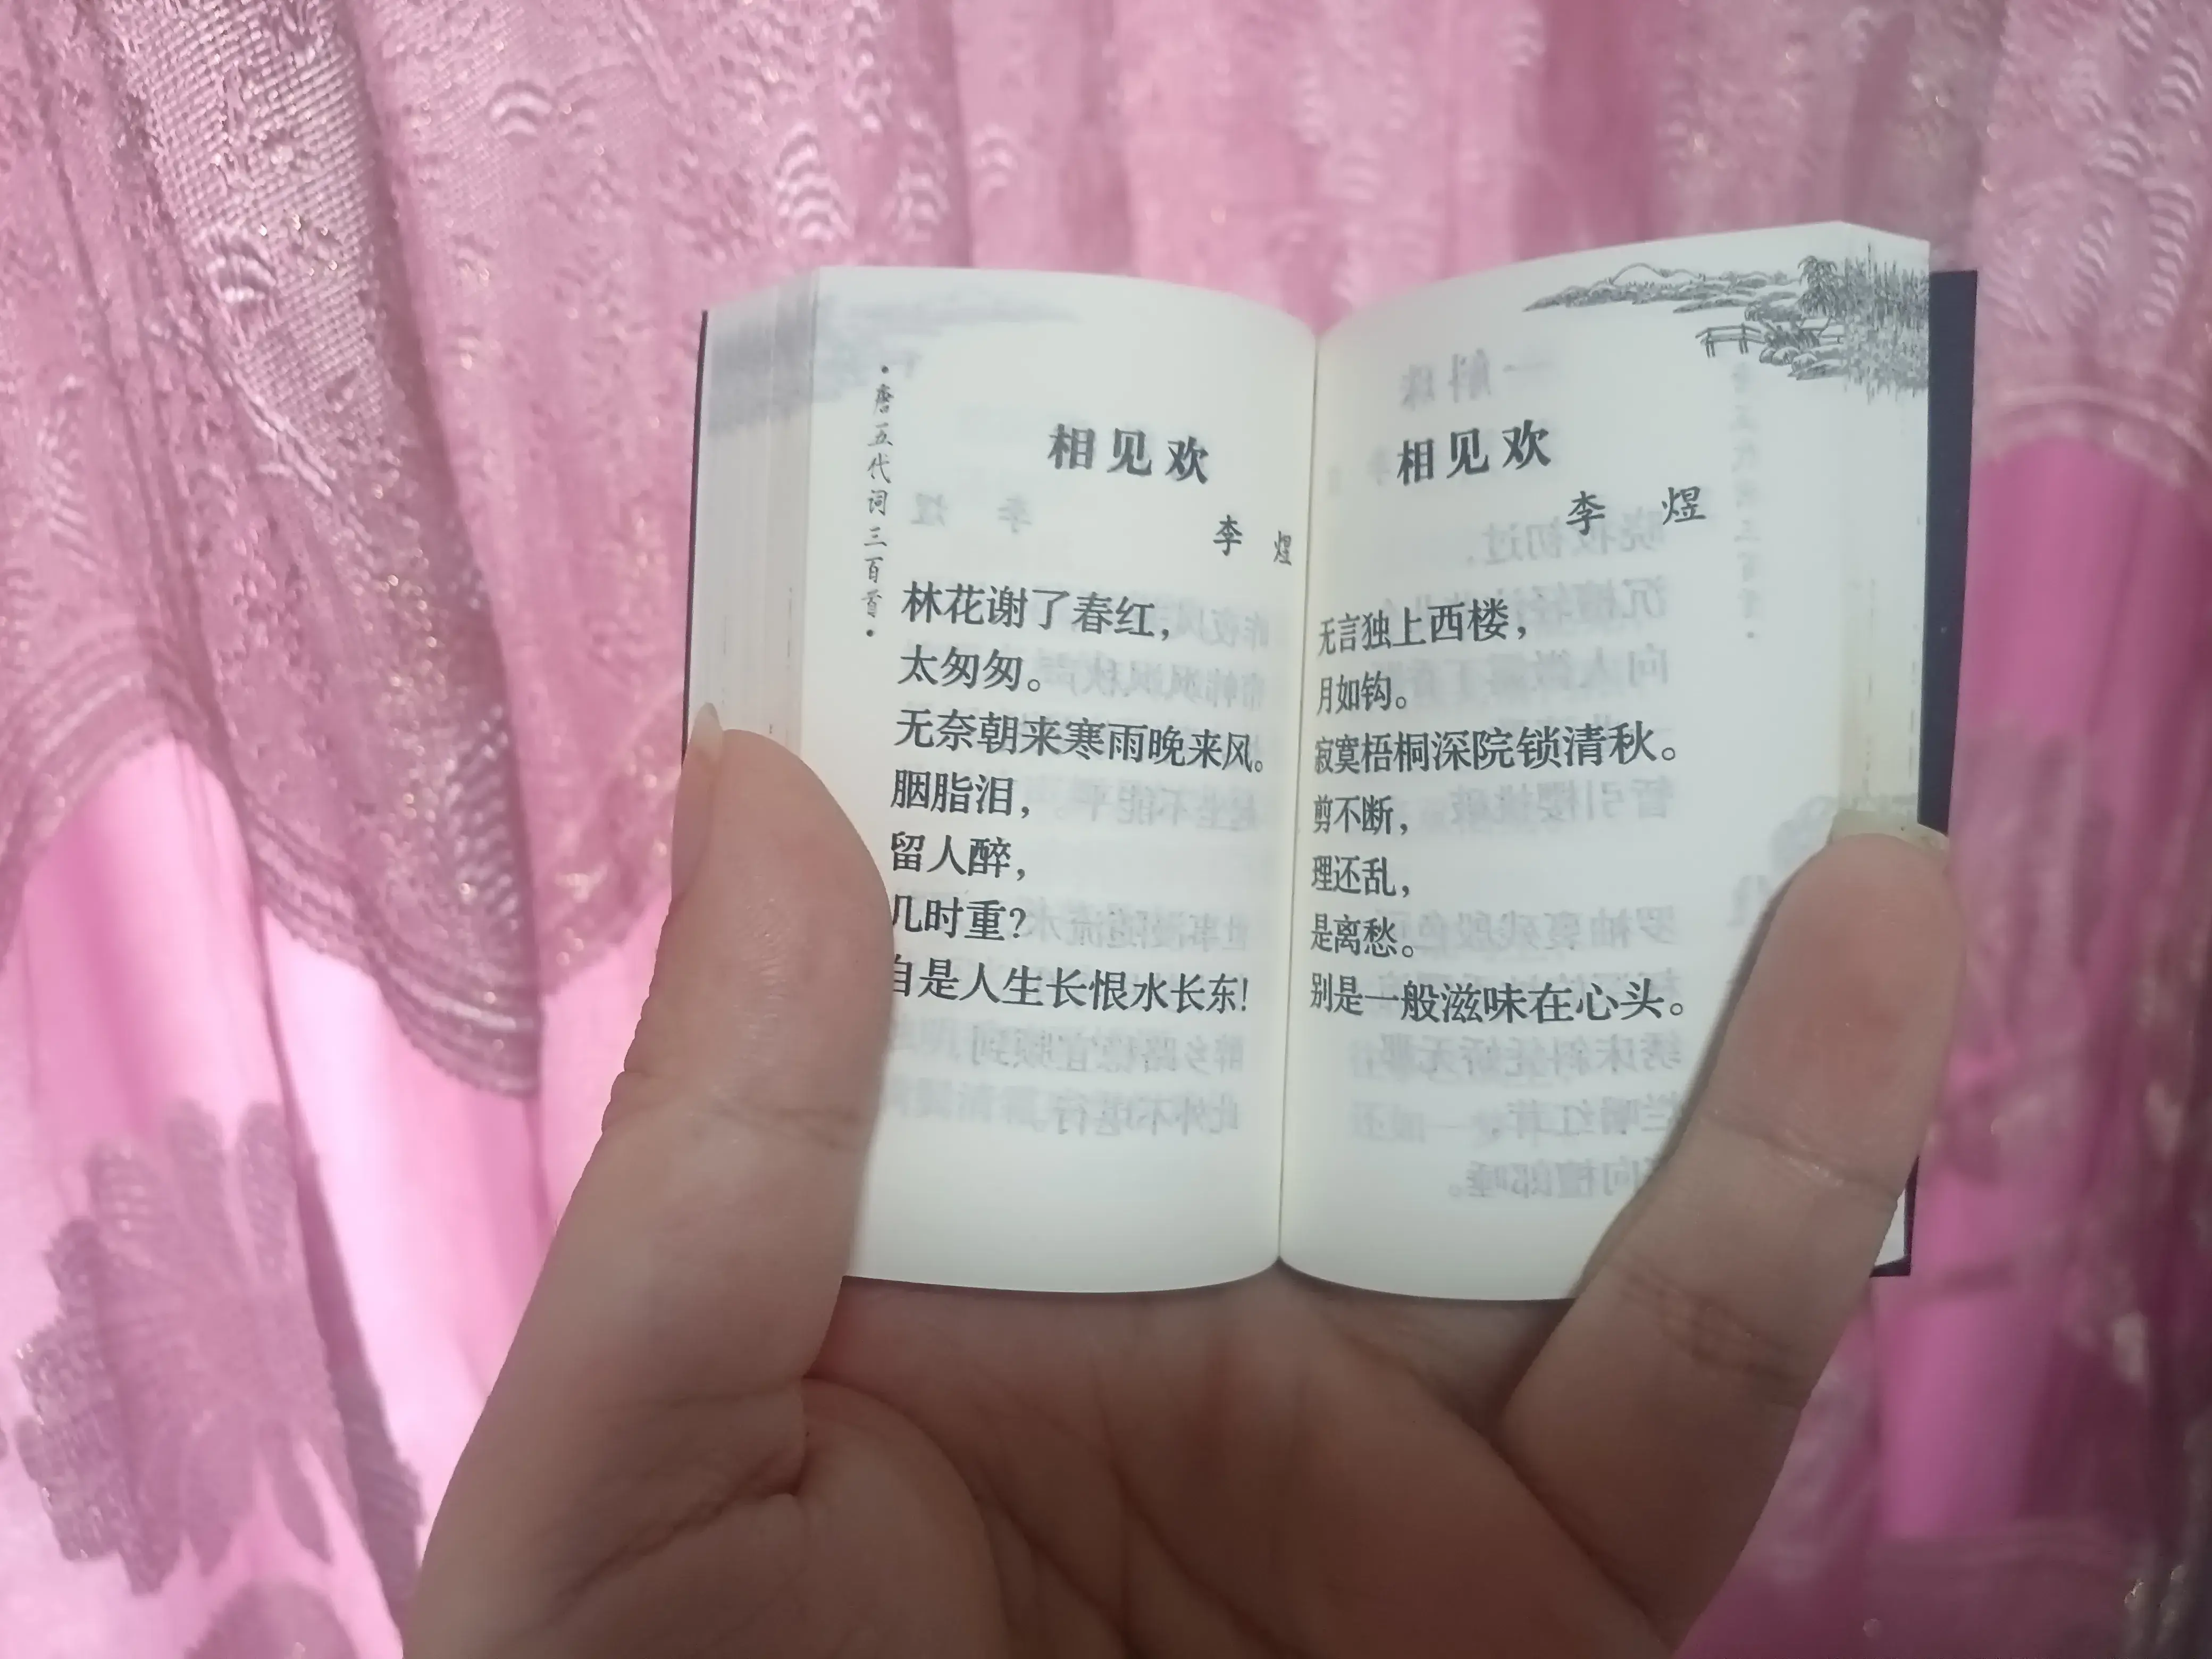 ·唐五代词三百首·
相见欢
李 煜
林花谢了春红，
太匆匆。
无奈朝来寒雨晚来风。
胭脂泪，
留人醉，
几时重？
自是人生长恨水长东！
相见欢
李 煜
无言独上西楼，
月如钩。
寂寞梧桐深院锁清秋。
剪不断，
理还乱，
是离愁。
别是一般滋味在心头。